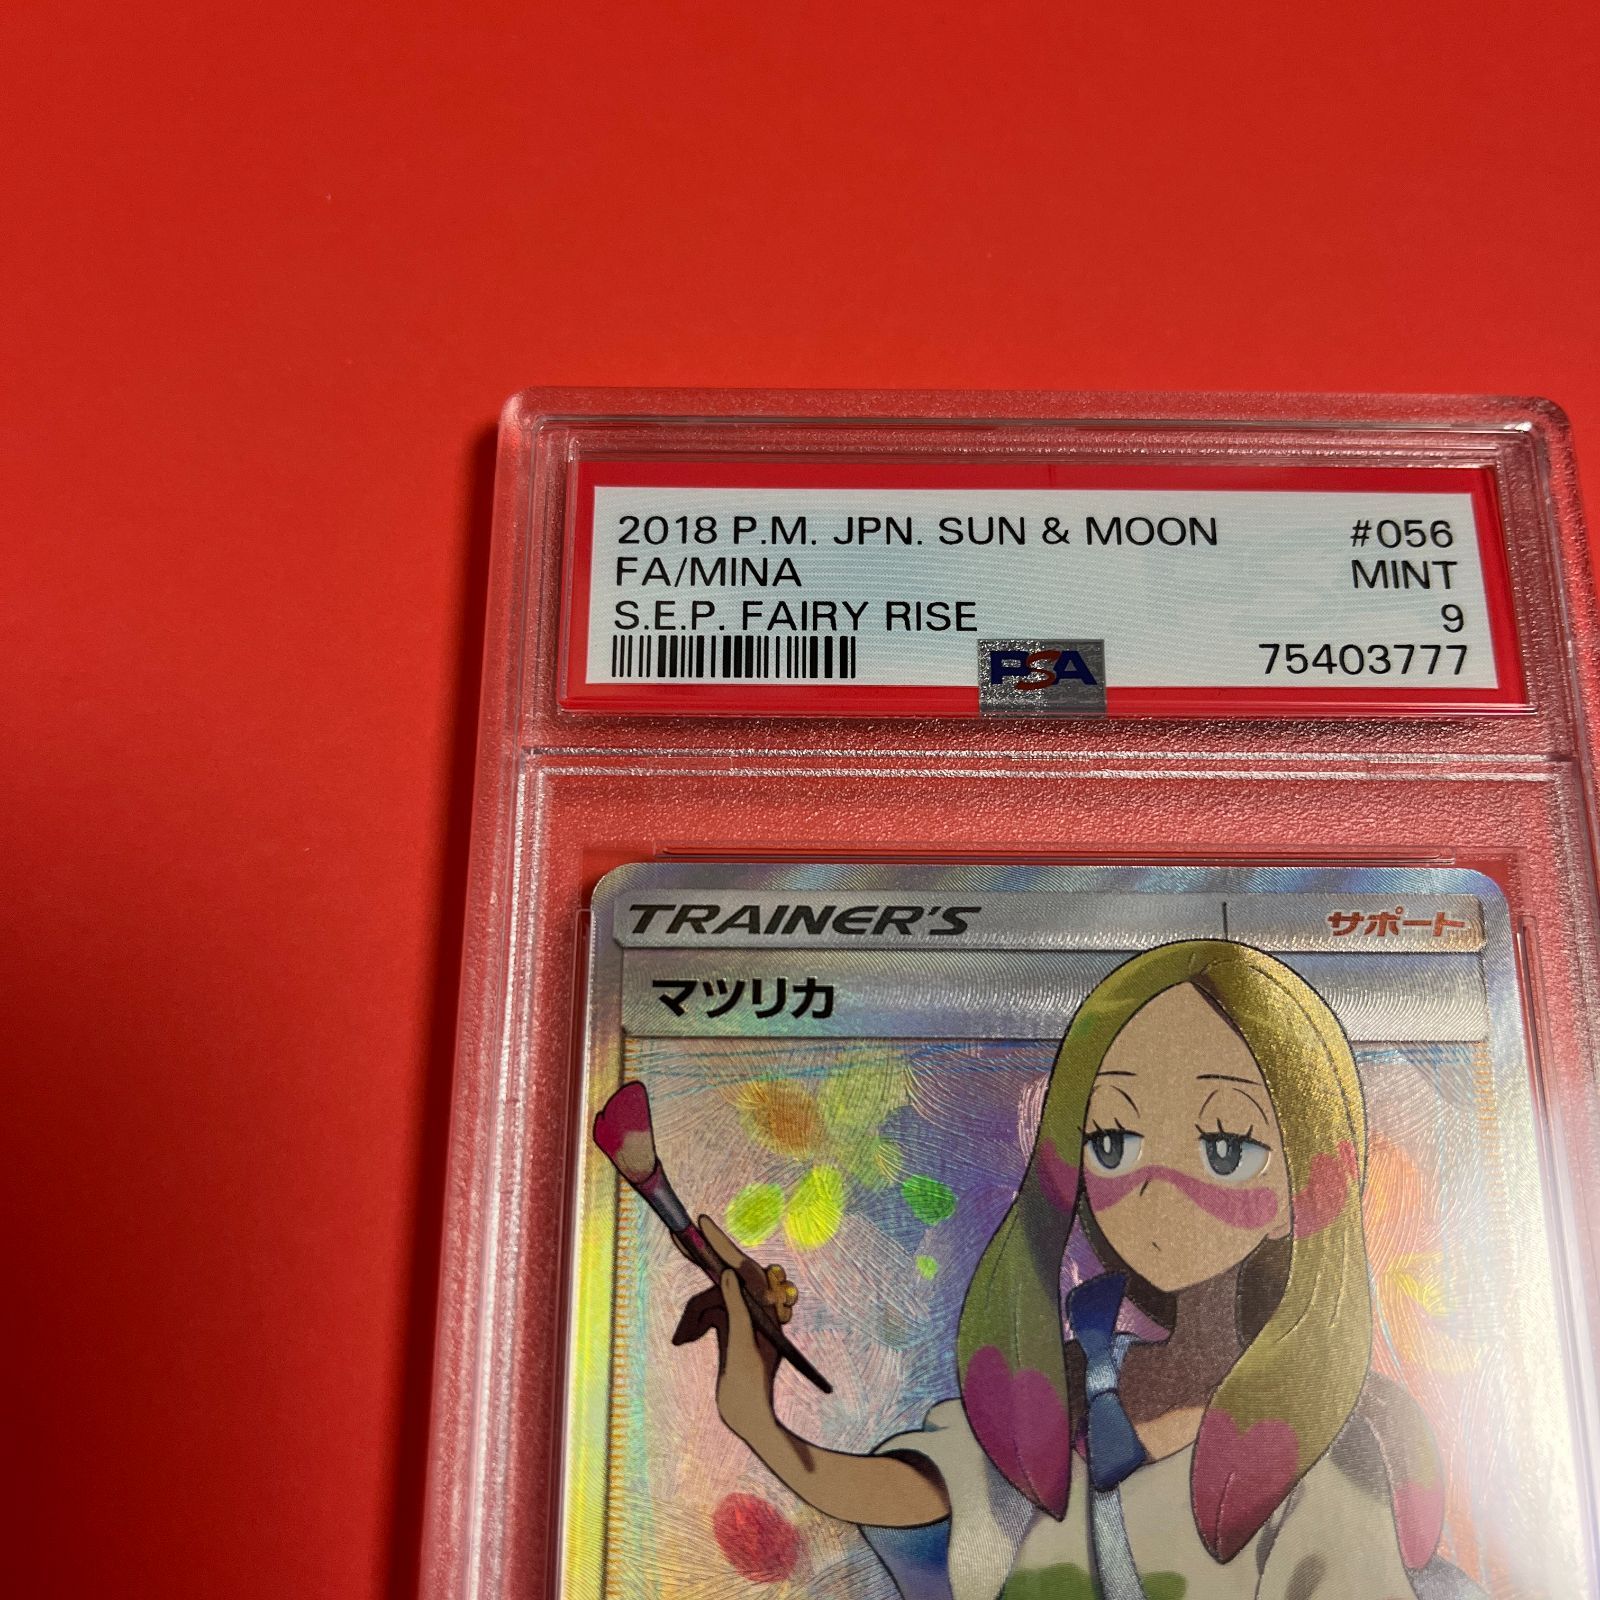 2018 P.M. JPN. SUN & MOON #056
FA/MINA MINT
S.E.P. FAIRY RISE 9
PSA 75403777
TRAINER'S サポート
マツリカ